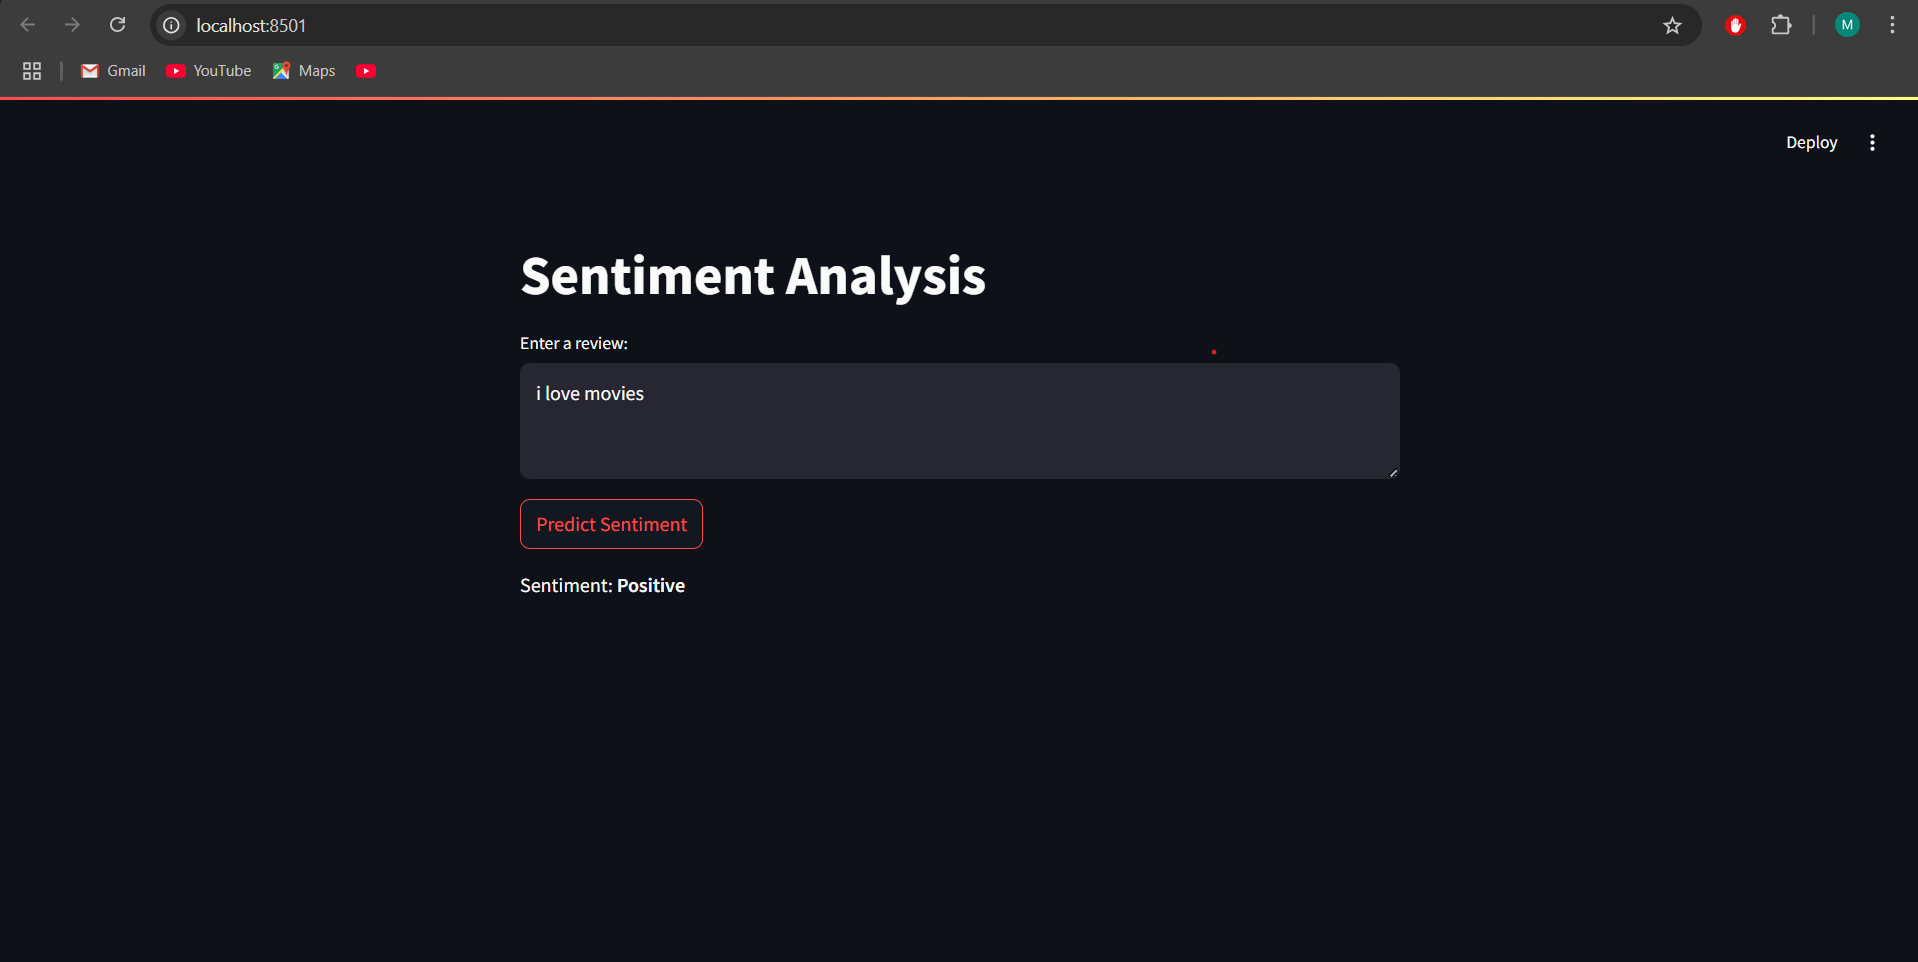 localhost:8501
M
Gmail YouTube Maps
Deploy
Sentiment Analysis
Enter a review:
i love movies
Predict Sentiment
Sentiment: Positive